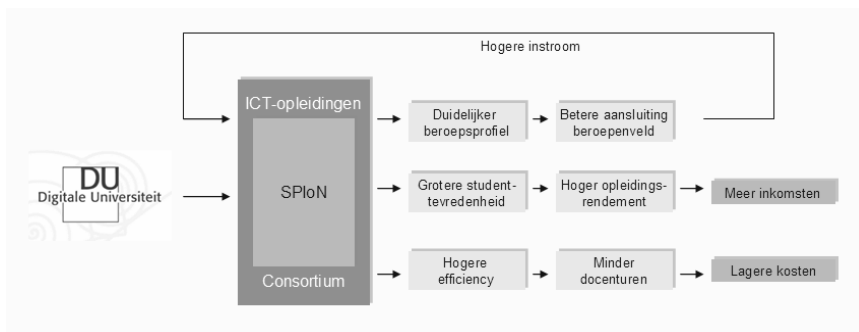 Hogere instroom
ICT-opleidingen
Duidelijker
beroepsprofiel
Betere aansluiting
beroepenveld
DU
Digitale Universiteit
SPIoN
Grotere student-
tevredenheid
Hoger opleidings-
rendement
Meer inkomsten
Hogere
efficiency
Minder
docenturen
Lagere kosten
Consortium